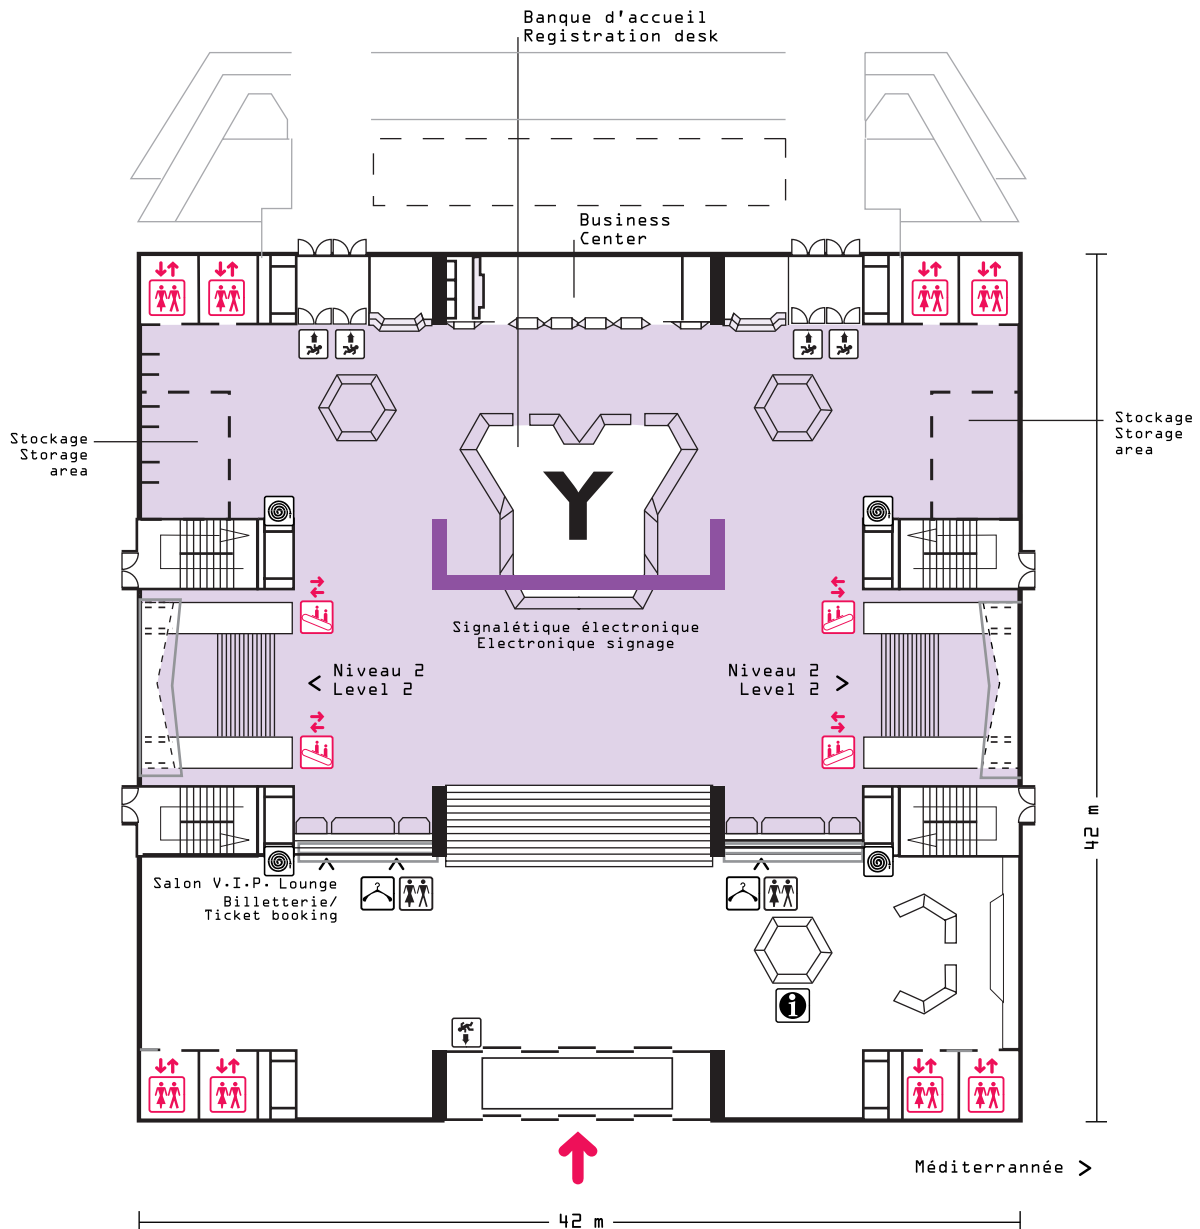 Banque d'accueil
Registration desk
Business
Center
Stockage
Storage
area
Stockage
Storage
area
Y
Signalétique électronique
Electronique signage
< Niveau 2
Level 2
Niveau 2
Level 2 >
42 m
Salon V.I.P. Lounge
Billetterie/
Ticket booking
i
Méditerrannée >
42 m